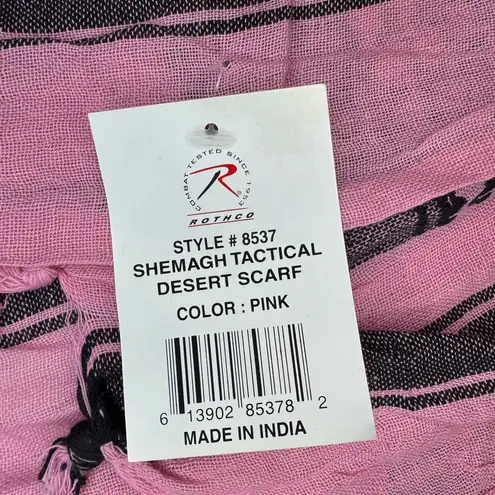 COMBAT TESTED SINCE 1953
R
ROTHCO
STYLE # 8537
SHEMAGH TACTICAL
DESERT SCARF
COLOR : PINK
6 13902 85378 2
MADE IN INDIA